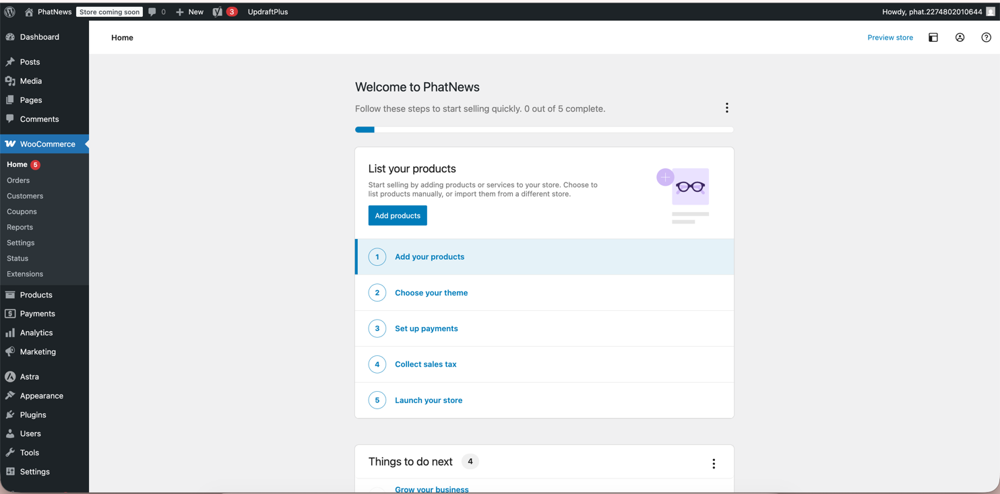 PhatNews Store coming soon 0 New 3 UpdraftPlus Howdy, phat.2274802010644
Home Preview store
Dashboard
Posts
Media
Pages
Comments
WooCommerce
Home 5
Orders
Customers
Coupons
Reports
Settings
Status
Extensions
Products
Payments
Analytics
Marketing
Astra
Appearance
Plugins
Users
Tools
Settings
Welcome to PhatNews
Follow these steps to start selling quickly. 0 out of 5 complete.
List your products
Start selling by adding products or services to your store. Choose to
list products manually, or import them from a different store.
Add products
1 Add your products
2 Choose your theme
3 Set up payments
4 Collect sales tax
5 Launch your store
Things to do next 4
Grow your business